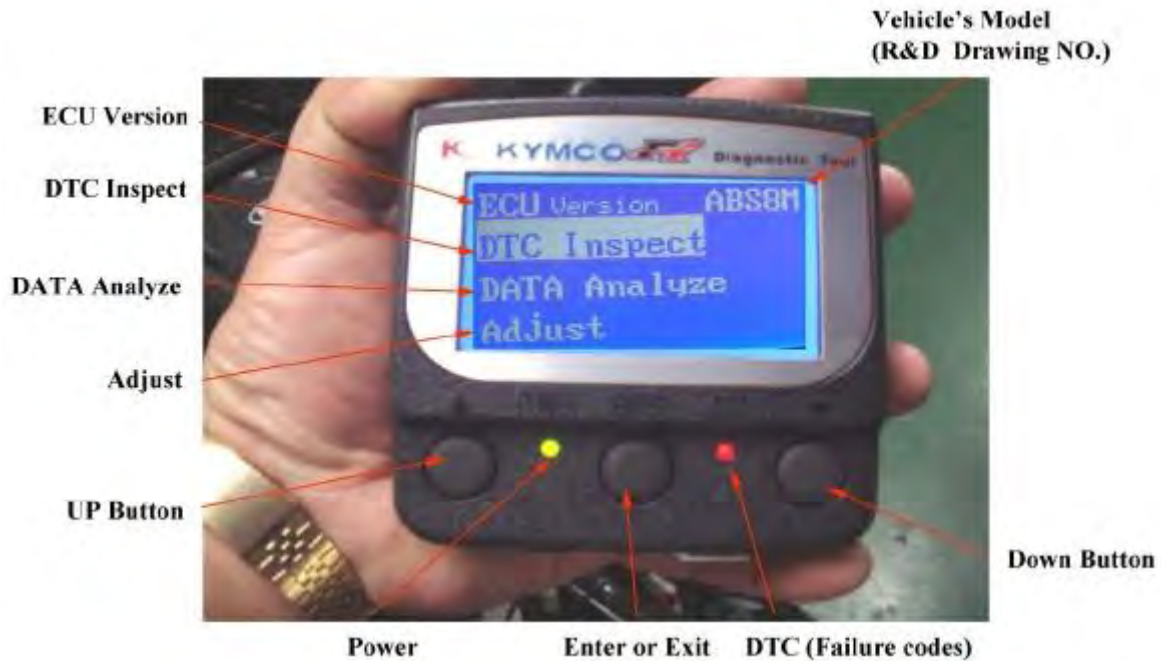 Vehicle's Model
(R&D Drawing NO.)
ECU Version
DTC Inspect
DATA Analyze
Adjust
UP Button
K KYMCO Diagnostic Tool
ECU Version ABS8M
DTC Inspect
DATA Analyze
Adjust
Down Button
Power
Enter or Exit
DTC (Failure codes)